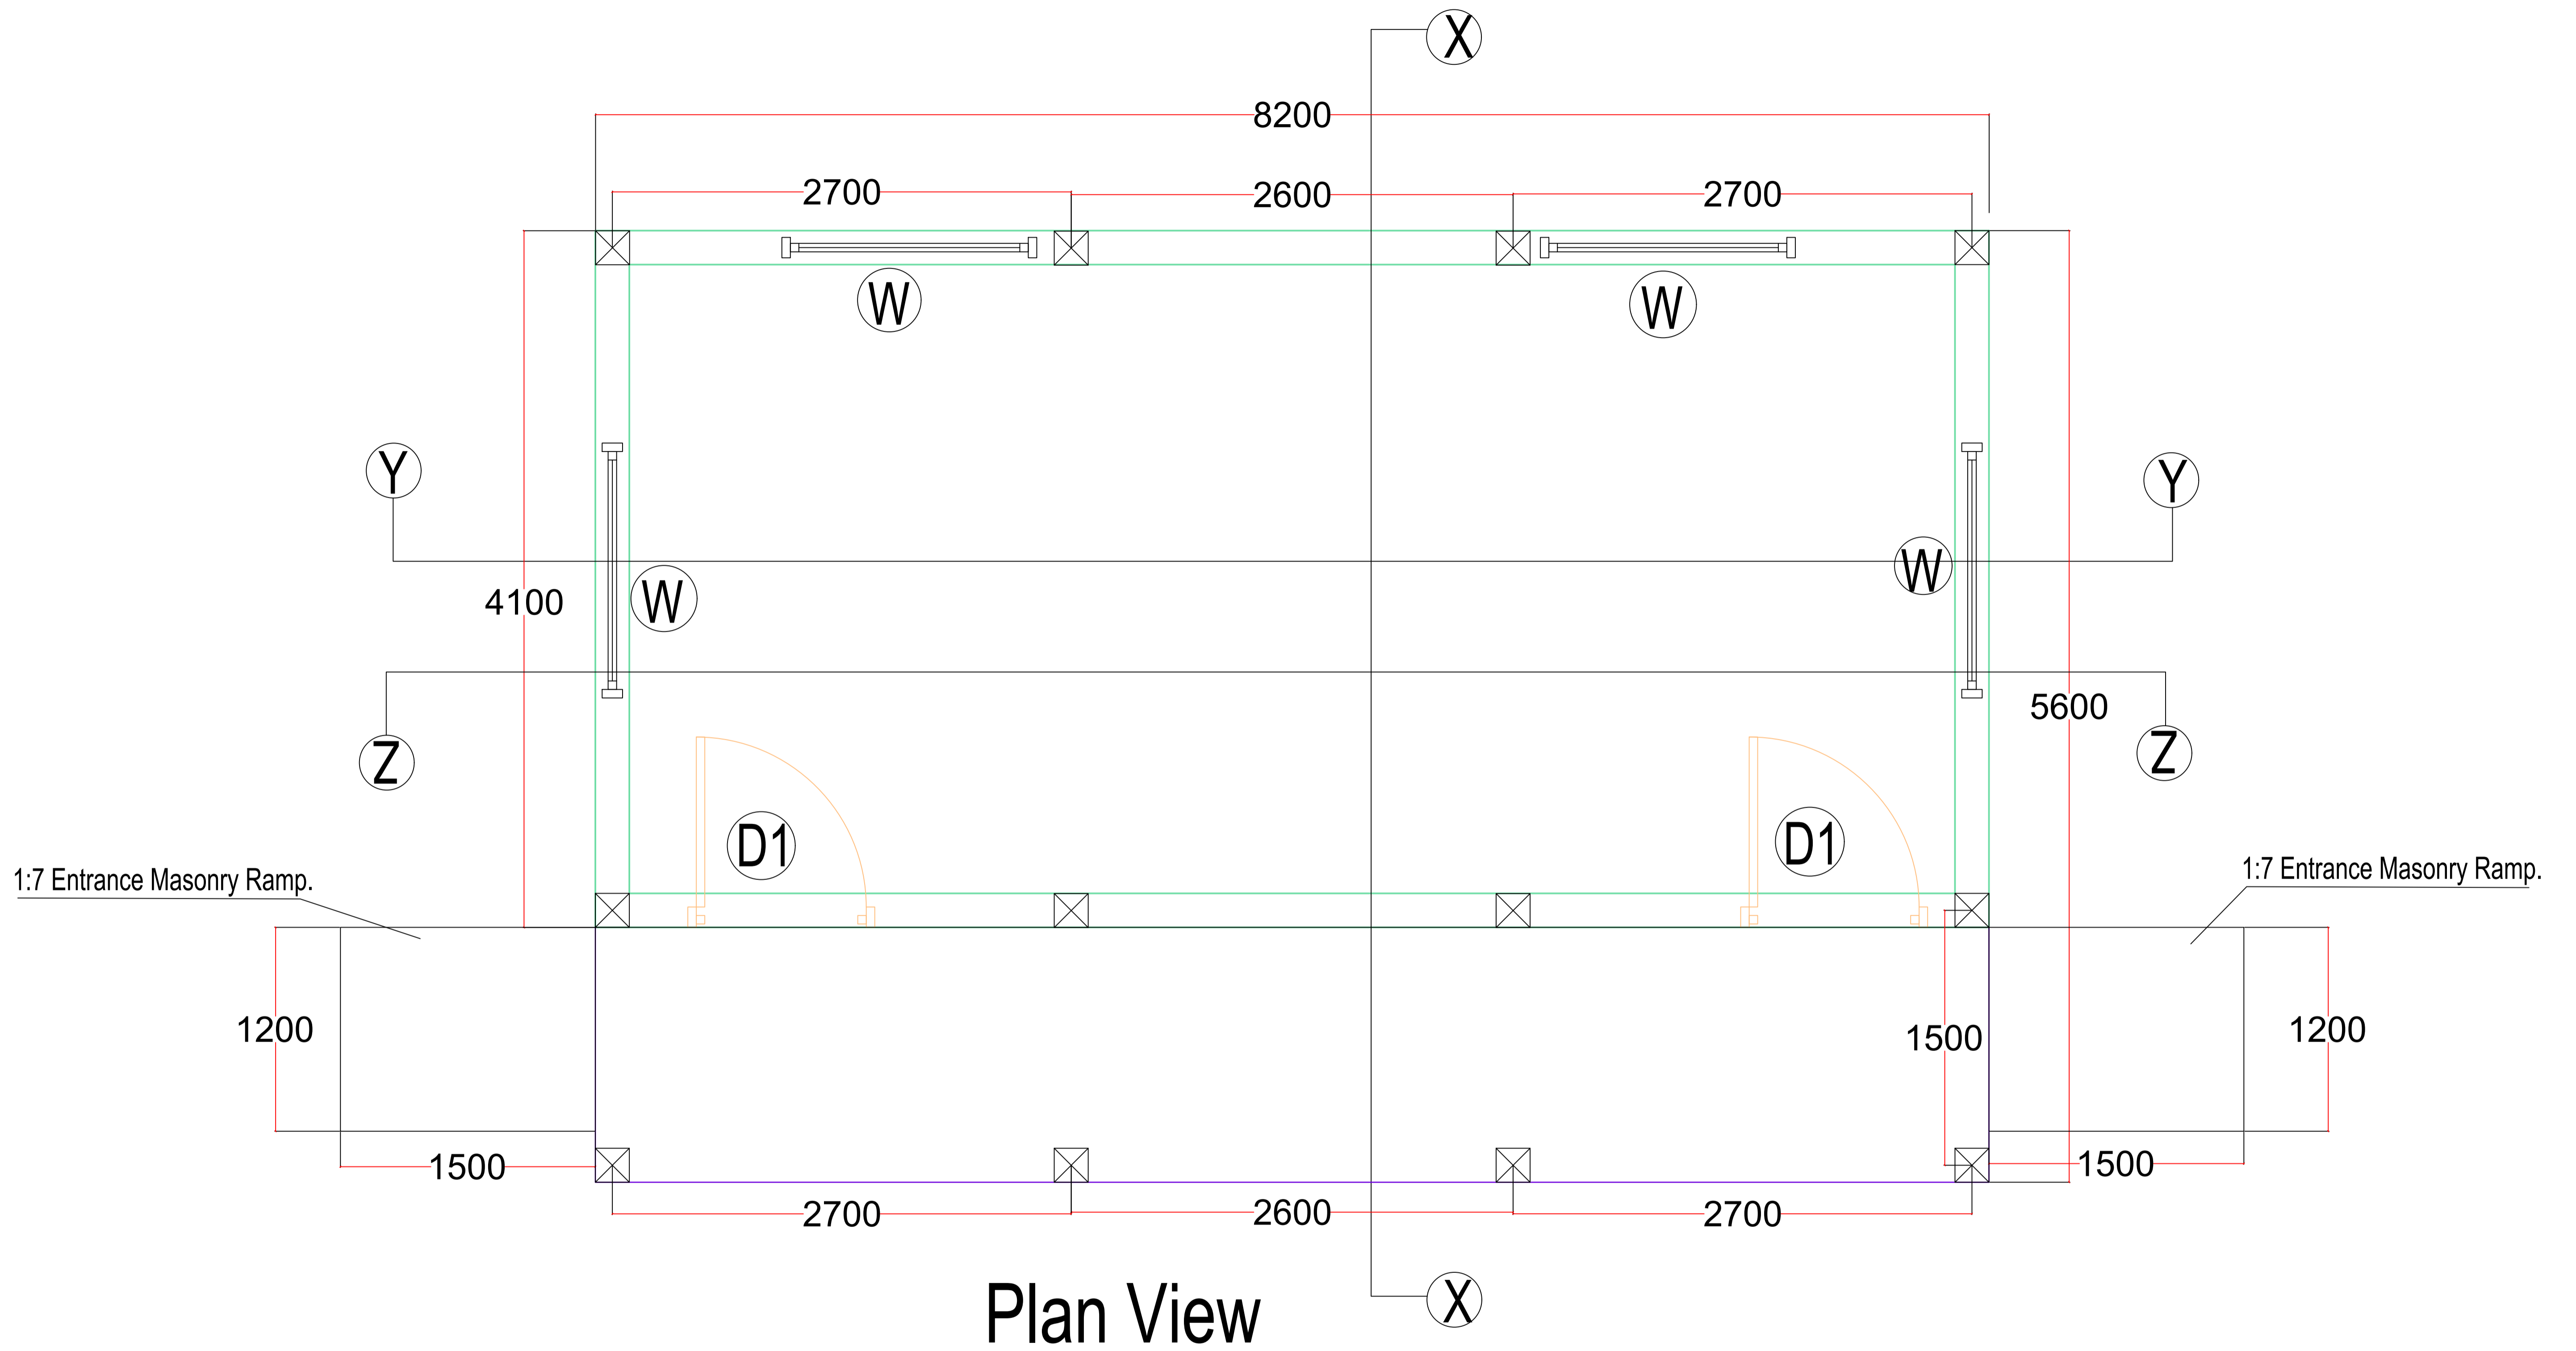 X
8200
2700
2600
2700
W
W
Y
Y
W
W
4100
5600
Z
Z
D1
D1
1:7 Entrance Masonry Ramp.
1:7 Entrance Masonry Ramp.
1200
1500
1200
1500
1500
2700
2600
2700
Plan View
X